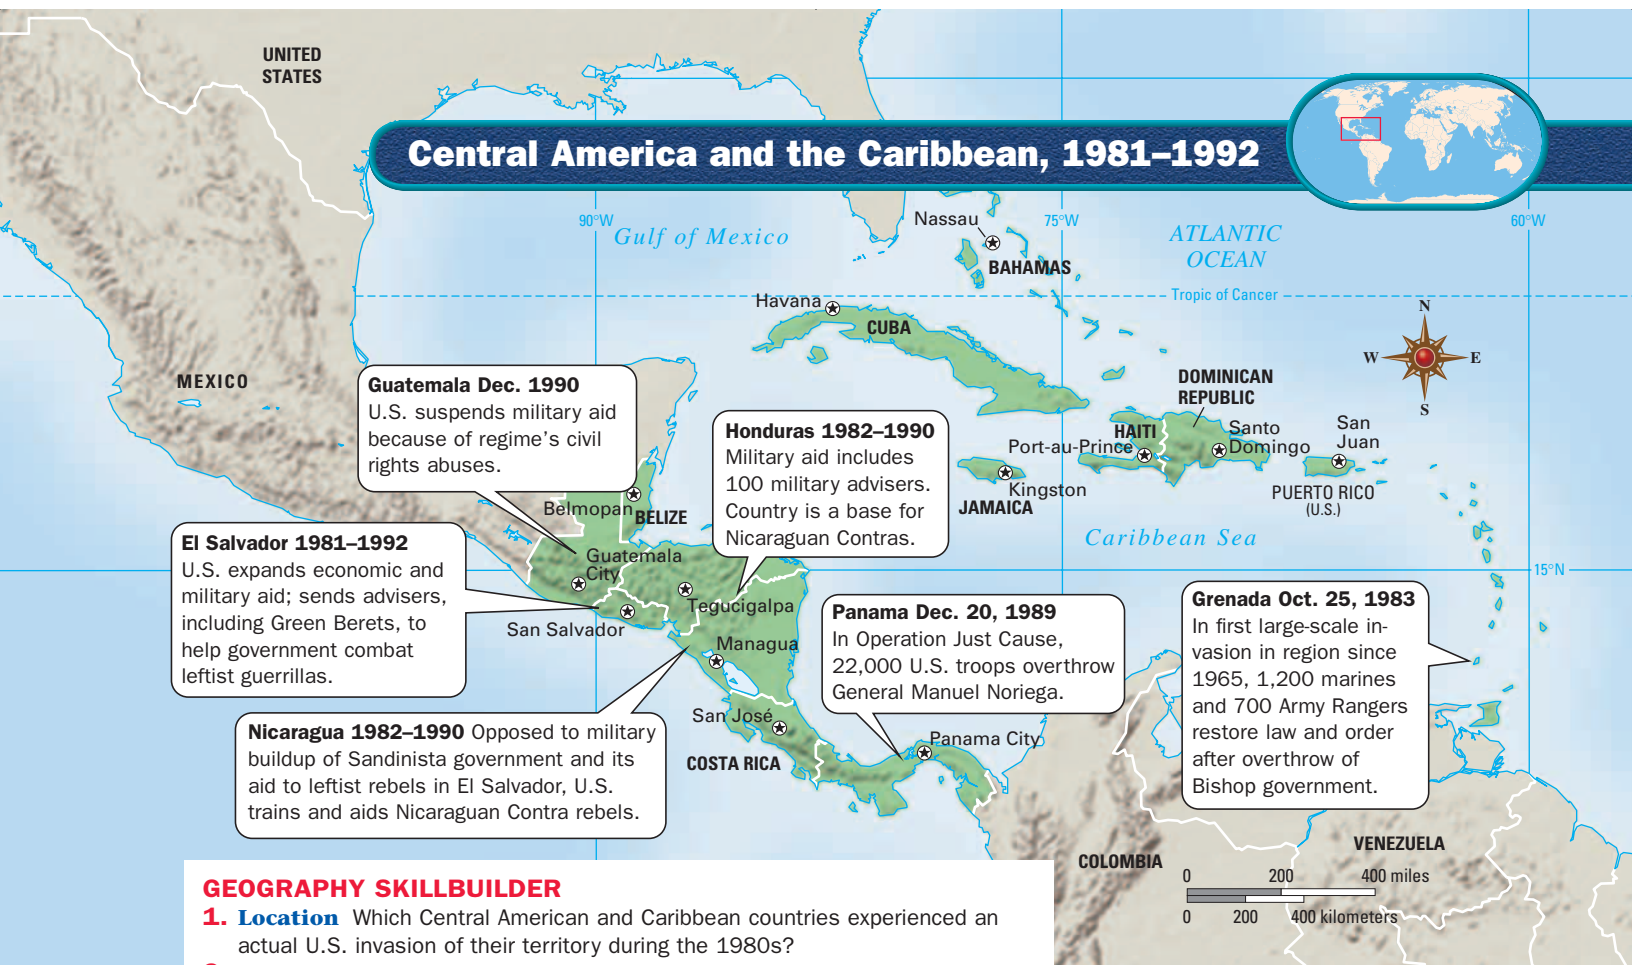 UNITED
STATES
Central America and the Caribbean, 1981–1992
90°W
75°W
60°W
Gulf of Mexico
ATLANTIC
OCEAN
Nassau
BAHAMAS
Tropic of Cancer
Havana
CUBA
N
W
E
S
MEXICO
Guatemala Dec. 1990
U.S. suspends military aid
because of regime's civil
rights abuses.
Honduras 1982–1990
Military aid includes
100 military advisers.
Country is a base for
Nicaraguan Contras.
DOMINICAN
REPUBLIC
HAITI
Port-au-Prince
Santo
Domingo
San
Juan
PUERTO RICO
(U.S.)
Kingston
JAMAICA
Caribbean Sea
Belmopan
BELIZE
El Salvador 1981–1992
U.S. expands economic and
military aid; sends advisers,
including Green Berets, to
help government combat
leftist guerrillas.
Guatemala
City
Tegucigalpa
San Salvador
Managua
15°N
Panama Dec. 20, 1989
In Operation Just Cause,
22,000 U.S. troops overthrow
General Manuel Noriega.
Grenada Oct. 25, 1983
In first large-scale in-
vasion in region since
1965, 1,200 marines
and 700 Army Rangers
restore law and order
after overthrow of
Bishop government.
Nicaragua 1982–1990 Opposed to military
buildup of Sandinista government and its
aid to leftist rebels in El Salvador, U.S.
trains and aids Nicaraguan Contra rebels.
San José
COSTA RICA
Panama City
COLOMBIA
VENEZUELA
0 200 400 miles
0 200 400 kilometers
GEOGRAPHY SKILLBUILDER
1. Location Which Central American and Caribbean countries experienced an
actual U.S. invasion of their territory during the 1980s?